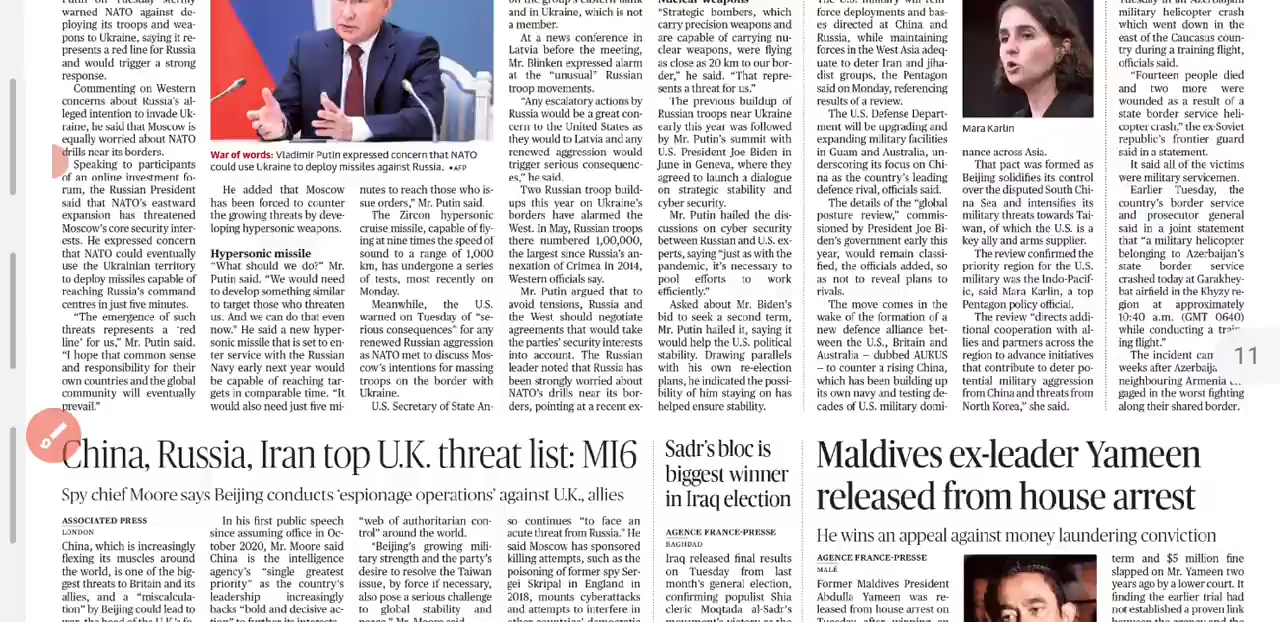 Putin on Tuesday sternly
warned NATO against de-
ploying its troops and wea-
pons to Ukraine, saying it re-
presents a red line for Russia
and would trigger a strong
response.
Commenting on Western
concerns about Russia's al-
leged intention to invade Uk-
raine, he said that Moscow is
equally worried about NATO
drills near its borders.
Speaking to participants
of an online investment fo-
rum, the Russian President
said that NATO's eastward
expansion has threatened
Moscow's core security inter-
ests. He expressed concern
that NATO could eventually
use the Ukrainian territory
to deploy missiles capable of
reaching Russia's command
centres in just five minutes.
"The emergence of such
threats represents a 'red
line' for us," Mr. Putin said.
"I hope that common sense
and responsibility for their
own countries and the global
community will eventually
prevail."
War of words: Vladimir Putin expressed concern that NATO
could use Ukraine to deploy missiles against Russia. •AFP
He added that Moscow
has been forced to counter
the growing threats by deve-
loping hypersonic weapons.
Hypersonic missile
"What should we do?" Mr.
Putin said. "We would need
to develop something similar
to target those who threaten
us. And we can do that even
now." He said a new hyper-
sonic missile that is set to en-
ter service with the Russian
Navy early next year would
be capable of reaching tar-
gets in comparable time. "It
would also need just five mi-
nutes to reach those who is-
sue orders," Mr. Putin said.
The Zircon hypersonic
cruise missile, capable of fly-
ing at nine times the speed of
sound to a range of 1,000
km, has undergone a series
of tests, most recently on
Monday.
Meanwhile, the U.S.
warned on Tuesday of "se-
rious consequences" for any
renewed Russian aggression
as NATO met to discuss Mos-
cow's intentions for massing
troops on the border with
Ukraine.
U.S. Secretary of State An-
on the group's eastern flank
and in Ukraine, which is not
a member.
At a news conference in
Latvia before the meeting,
Mr. Blinken expressed alarm
at the "unusual" Russian
troop movements.
"Any escalatory actions by
Russia would be a great con-
cern to the United States as
they would to Latvia and any
renewed aggression would
trigger serious consequenc-
es," he said.
Two Russian troop build-
ups this year on Ukraine's
borders have alarmed the
West. In May, Russian troops
there numbered 1,00,000,
the largest since Russia's an-
nexation of Crimea in 2014,
Western officials say.
Mr. Putin argued that to
avoid tensions, Russia and
the West should negotiate
agreements that would take
the parties' security interests
into account. The Russian
leader noted that Russia has
been strongly worried about
NATO's drills near its bor-
ders, pointing at a recent ex-
Nuclear weapons
"Strategic bombers, which
carry precision weapons and
are capable of carrying nu-
clear weapons, were flying
as close as 20 km to our bor-
der," he said. "That repre-
sents a threat for us."
The previous buildup of
Russian troops near Ukraine
early this year was followed
by Mr. Putin's summit with
U.S. President Joe Biden in
June in Geneva, where they
agreed to launch a dialogue
on strategic stability and
cyber security.
Mr. Putin hailed the dis-
cussions on cyber security
between Russian and U.S. ex-
perts, saying "just as with the
pandemic, it's necessary to
pool efforts to work
efficiently."
Asked about Mr. Biden's
bid to seek a second term,
Mr. Putin hailed it, saying it
would help the U.S. political
stability. Drawing parallels
with his own re-election
plans, he indicated the possi-
bility of him staying on has
helped ensure stability.
The U.S. military will rein-
force deployments and bas-
es directed at China and
Russia, while maintaining
forces in the West Asia adeq-
uate to deter Iran and jiha-
dist groups, the Pentagon
said on Monday, referencing
results of a review.
The U.S. Defense Depart-
ment will be upgrading and
expanding military facilities
in Guam and Australia, un-
derscoring its focus on Chi-
na as the country's leading
defence rival, officials said.
The details of the "global
posture review," commis-
sioned by President Joe Bi-
den's government early this
year, would remain classi-
fied, the officials added, so
as not to reveal plans to
rivals.
The move comes in the
wake of the formation of a
new defence alliance bet-
ween the U.S., Britain and
Australia – dubbed AUKUS
– to counter a rising China,
which has been building up
its own navy and testing de-
cades of U.S. military domi-
Mara Karlin
nance across Asia.
That pact was formed as
Beijing solidifies its control
over the disputed South Chi-
na Sea and intensifies its
military threats towards Tai-
wan, of which the U.S. is a
key ally and arms supplier.
The review confirmed the
priority region for the U.S.
military was the Indo-Pacif-
ic, said Mara Karlin, a top
Pentagon policy official.
The review "directs addi-
tional cooperation with al-
lies and partners across the
region to advance initiatives
that contribute to deter po-
tential military aggression
from China and threats from
North Korea," she said.
Tuesday in an Azerbaijani
military helicopter crash
which went down in the
east of the Caucasus coun-
try during a training flight,
officials said.
"Fourteen people died
and two more were
wounded as a result of a
state border service heli-
copter crash," the ex-Soviet
republic's frontier guard
said in a statement.
It said all of the victims
were military servicemen.
Earlier Tuesday, the
country's border service
and prosecutor general
said in a joint statement
that "a military helicopter
belonging to Azerbaijan's
state border service
crashed today at Garakhey-
bat airfield in the Khyzy re-
gion at approximately
10:40 a.m. (GMT 0640)
while conducting a train-
ing flight."
The incident
weeks after
neighbouring Armenia
gaged in the worst fighting
along their shared border.
11
China, Russia, Iran top U.K. threat list: MI6
Spy chief Moore says Beijing conducts 'espionage operations' against U.K., allies
ASSOCIATED PRESS
LONDON
China, which is increasingly
flexing its muscles around
the world, is one of the big-
gest threats to Britain and its
allies, and a "miscalcula-
tion" by Beijing could lead to
war, the head of the U.K.'s fo-
In his first public speech
since assuming office in Oc-
tober 2020, Mr. Moore said
China is the intelligence
agency's "single greatest
priority" as the country's
leadership increasingly
backs "bold and decisive ac-
tion" to further its interests.
"web of authoritarian con-
trol" around the world.
"Beijing's growing mili-
tary strength and the party's
desire to resolve the Taiwan
issue, by force if necessary,
also pose a serious challenge
to global stability and
peace," Mr. Moore said.
so continues "to face an
acute threat from Russia." He
said Moscow has sponsored
killing attempts, such as the
poisoning of former spy Ser-
gei Skripal in England in
2018, mounts cyberattacks
and attempts to interfere in
other countries' democratic
Sadr's bloc is
biggest winner
in Iraq election
AGENCE FRANCE-PRESSE
BAGHDAD
Iraq released final results
on Tuesday from last
month's general election,
confirming populist Shia
cleric Moqtada al-Sadr's
movement's victory as the
Maldives ex-leader Yameen
released from house arrest
He wins an appeal against money laundering conviction
AGENCE FRANCE-PRESSE
MALÉ
Former Maldives President
Abdulla Yameen was re-
leased from house arrest on
Tuesday after winning an
term and $5 million fine
slapped on Mr. Yameen two
years ago by a lower court. It
finding the earlier trial had
not established a proven link
between the agency and the